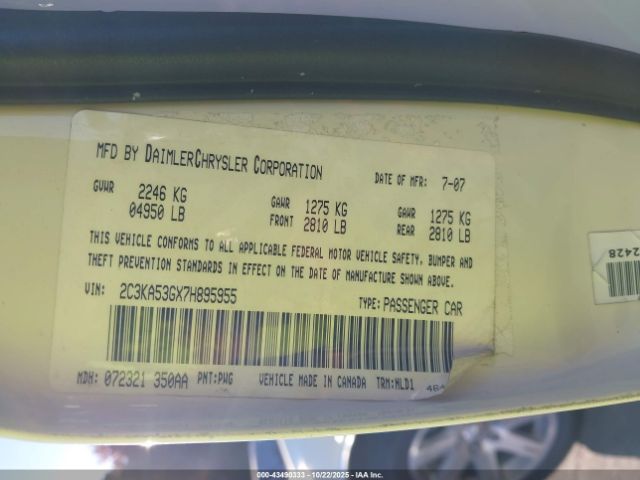 MFD BY DAIMLERCHRYSLER CORPORATION DATE OF MFR: 7-07
GVWR 2246 KG 04950 LB
GAWR FRONT 1275 KG 2810 LB
GAWR REAR 1275 KG 2810 LB
THIS VEHICLE CONFORMS TO ALL APPLICABLE FEDERAL MOTOR VEHICLE SAFETY, BUMPER AND
THEFT PREVENTION STANDARDS IN EFFECT ON THE DATE OF MANUFACTURE SHOWN ABOVE.
VIN: 2C3KA53GX7H895955 TYPE: PASSENGER CAR
MDH: 072321 350AA PNT:PWG VEHICLE MADE IN CANADA TRM:MLD1 464
2428
000-43490333 - 10/22/2025 - IAAI Inc.